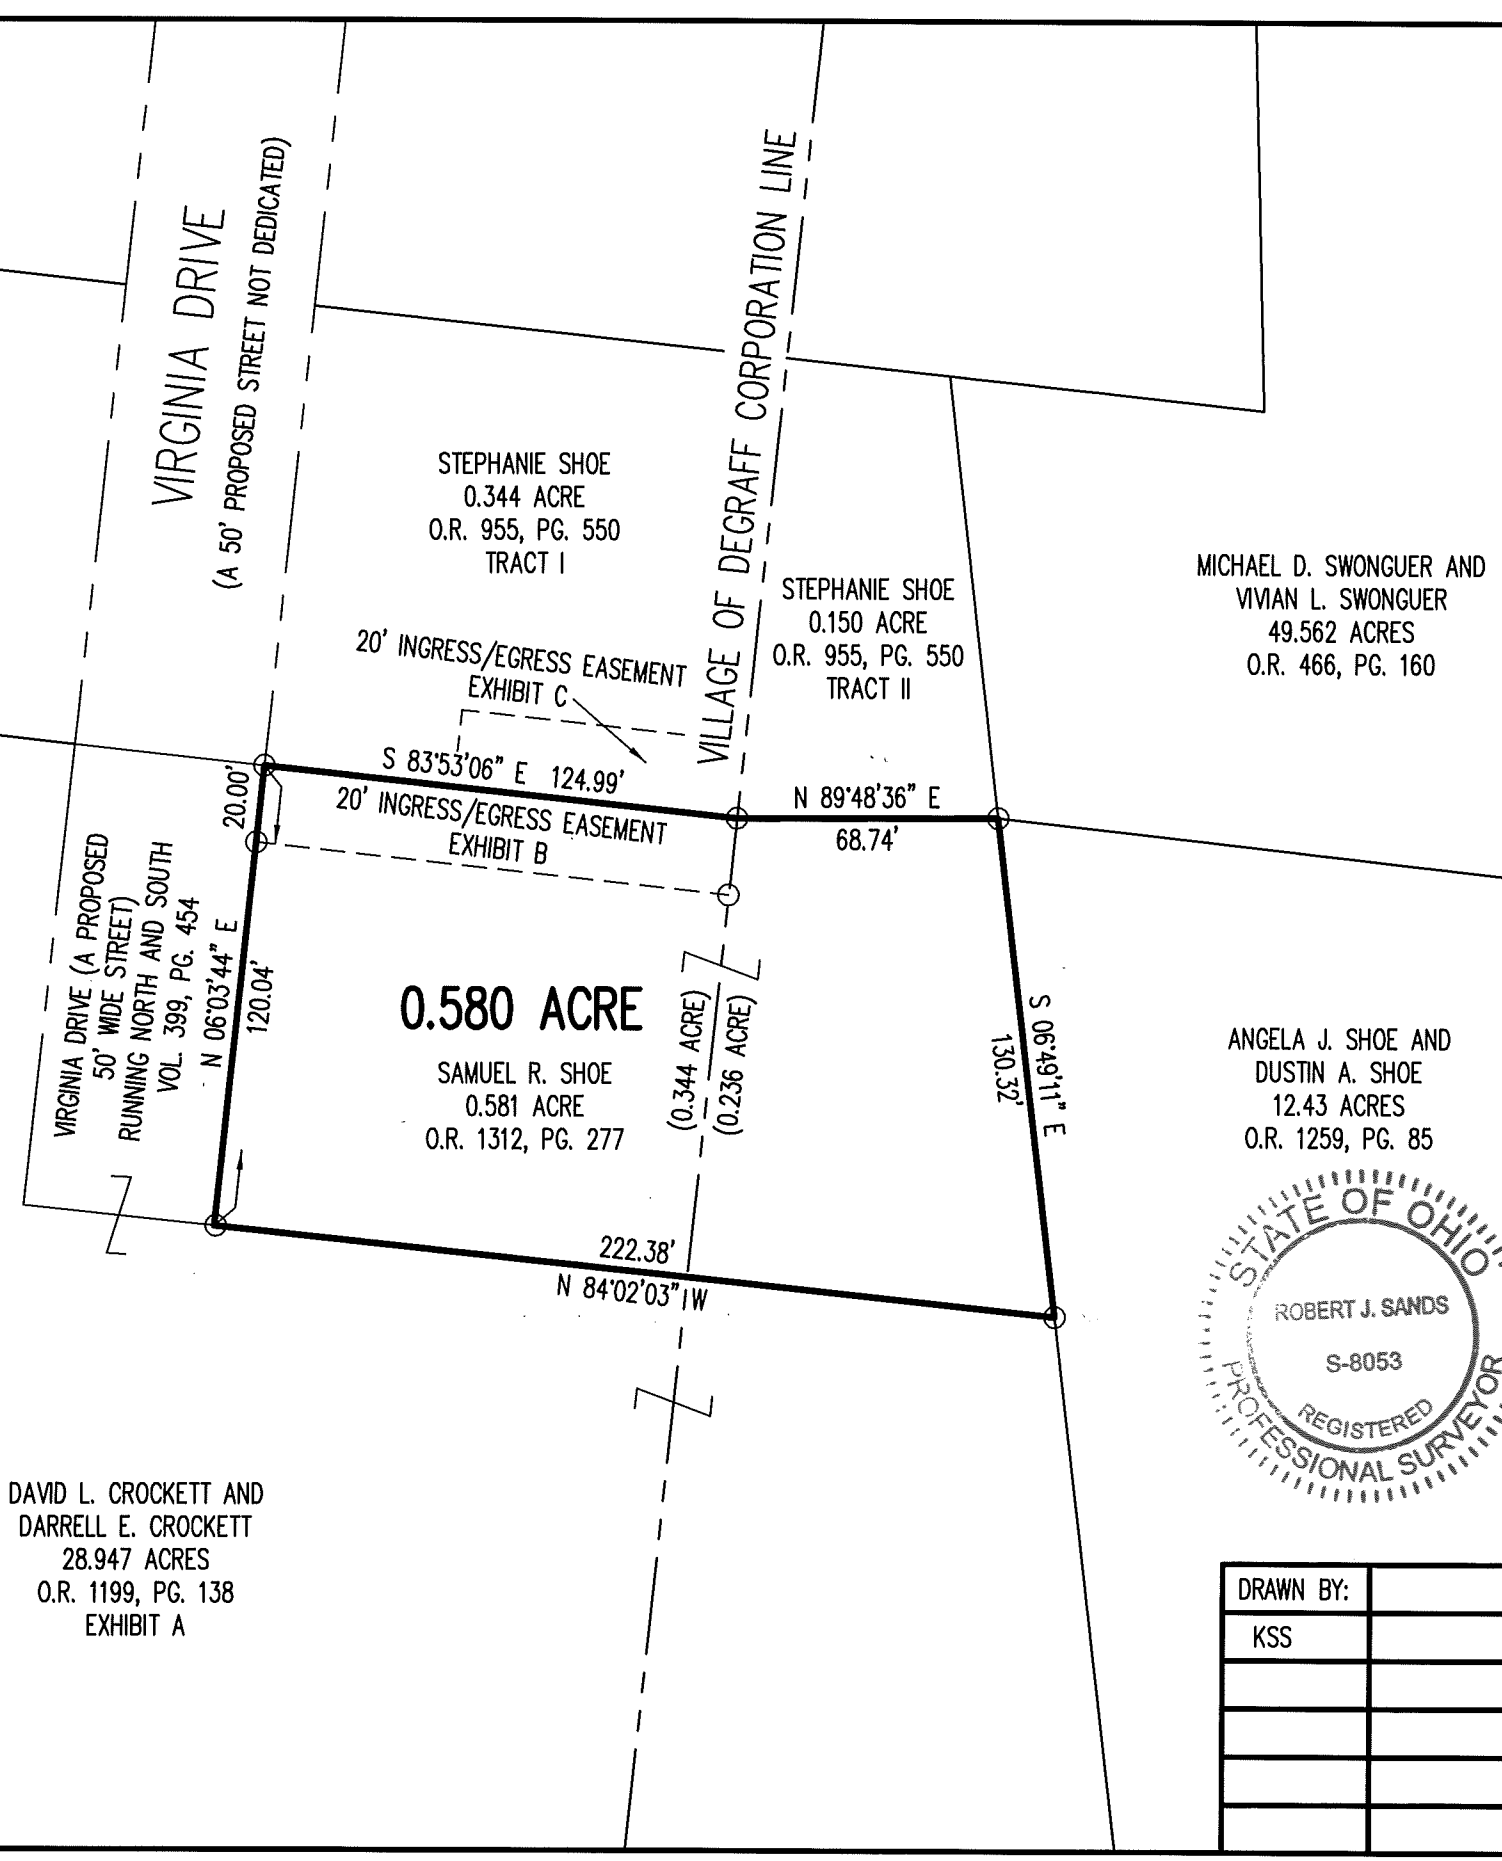 VIRGINIA DRIVE
(A 50' PROPOSED STREET NOT DEDICATED)
VILLAGE OF DEGRAFF CORPORATION LINE
STEPHANIE SHOE
0.344 ACRE
O.R. 955, PG. 550
TRACT I
STEPHANIE SHOE
0.150 ACRE
O.R. 955, PG. 550
TRACT II
MICHAEL D. SWONGUER AND
VIVIAN L. SWONGUER
49.562 ACRES
O.R. 466, PG. 160
20' INGRESS/EGRESS EASEMENT
EXHIBIT C
S 83°53'06" E 124.99'
20' INGRESS/EGRESS EASEMENT
EXHIBIT B
N 89°48'36" E
68.74'
20.00'
VIRGINIA DRIVE (A PROPOSED
50' WIDE STREET)
RUNNING NORTH AND SOUTH
VOL. 399, PG. 454
N 06°03'44" E
120.04'
0.580 ACRE
SAMUEL R. SHOE
0.581 ACRE
O.R. 1312, PG. 277
(0.344 ACRE)
(0.236 ACRE)
S 06°49'11" E
130.32'
ANGELA J. SHOE AND
DUSTIN A. SHOE
12.43 ACRES
O.R. 1259, PG. 85
222.38'
N 84°02'03" W
STATE OF OHIO
ROBERT J. SANDS
S-8053
REGISTERED
PROFESSIONAL SURVEYOR
DAVID L. CROCKETT AND
DARRELL E. CROCKETT
28.947 ACRES
O.R. 1199, PG. 138
EXHIBIT A
DRAWN BY:
KSS